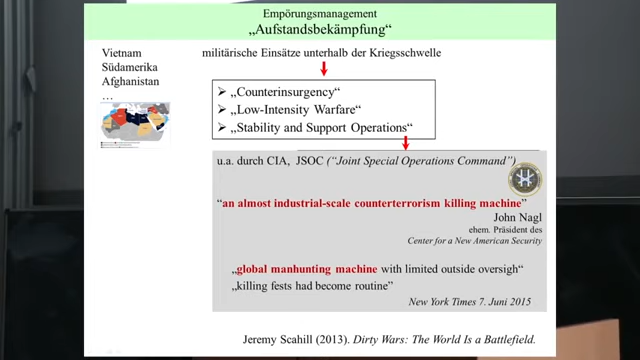 Empörungsmanagement
„Aufstandsbekämpfung“
Vietnam
Südamerika
Afghanistan
…
militärische Einsätze unterhalb der Kriegsschwelle
➢ „Counterinsurgency“
➢ „Low-Intensity Warfare“
➢ „Stability and Support Operations“
u.a. durch CIA, JSOC (“Joint Special Operations Command”)
“an almost industrial-scale counterterrorism killing machine”
John Nagl
ehem. Präsident des
Center for a New American Security
„global manhunting machine with limited outside oversigh“
„killing fests had become routine”
New York Times 7. Juni 2015
Jeremy Scahill (2013). Dirty Wars: The World Is a Battlefield.